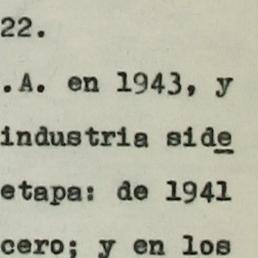 22.
.A. en 1943, y
industria side
etapa: de 1941
cero; y en los